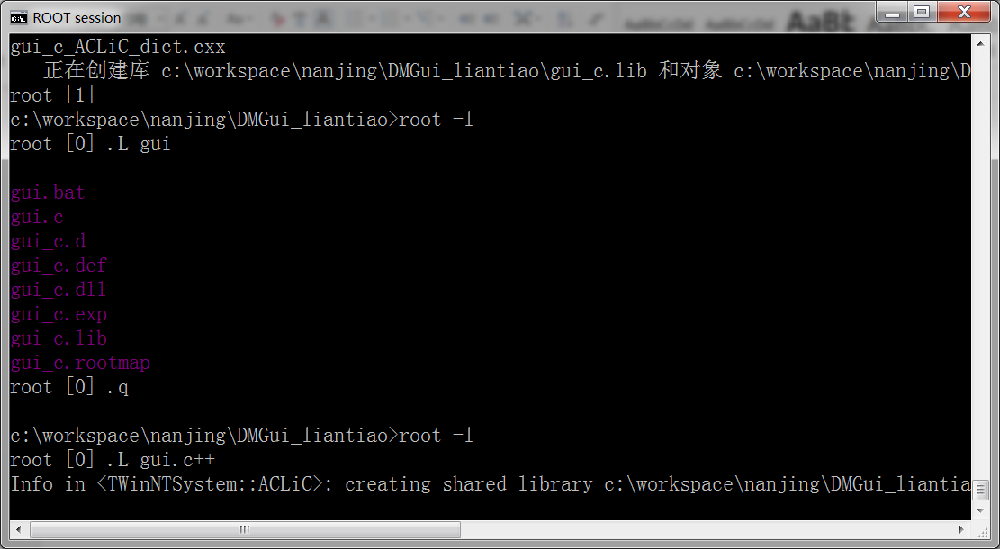 ROOT session
AaBb
gui_c_ACLiC_dict.cxx
正在创建库 c:\workspace\nanjing\DMGui_liantiao\gui_c.lib 和对象 c:\workspace\nanjing\D
root [1]
c:\workspace\nanjing\DMGui_liantiao>root -l
root [0] .L gui
gui.bat
gui.c
gui_c.d
gui_c.def
gui_c.dll
gui_c.exp
gui_c.lib
gui_c.rootmap
root [0] .q
c:\workspace\nanjing\DMGui_liantiao>root -l
root [0] .L gui.c++
Info in <TWinNTSystem::ACLiC>: creating shared library c:\workspace\nanjing\DMGui_liantia